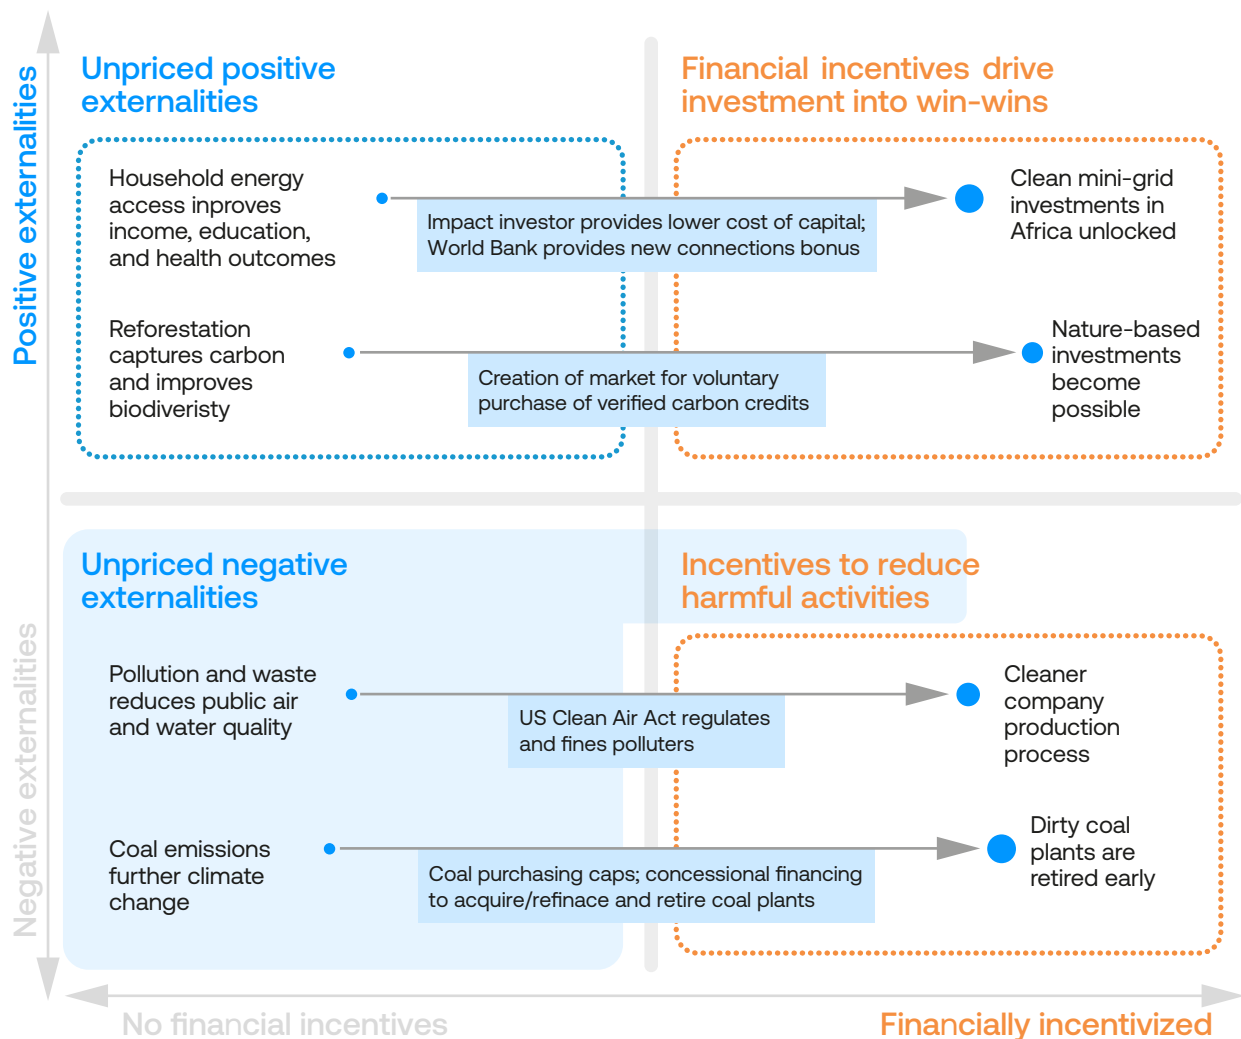 Positive externalities
Negative externalities
Unpriced positive
externalities
Household energy
access inproves
income, education,
and health outcomes
Impact investor provides lower cost of capital;
World Bank provides new connections bonus
Reforestation
captures carbon
and improves
biodiveristy
Creation of market for voluntary
purchase of verified carbon credits
Financial incentives drive
investment into win-wins
Clean mini-grid
investments in
Africa unlocked
Nature-based
investments
become
possible
Unpriced negative
externalities
Pollution and waste
reduces public air
and water quality
US Clean Air Act regulates
and fines polluters
Coal emissions
further climate
change
Coal purchasing caps; concessional financing
to acquire/refinace and retire coal plants
Incentives to reduce
harmful activities
Cleaner
company
production
process
Dirty coal
plants are
retired early
No financial incentives
Financially incentivized